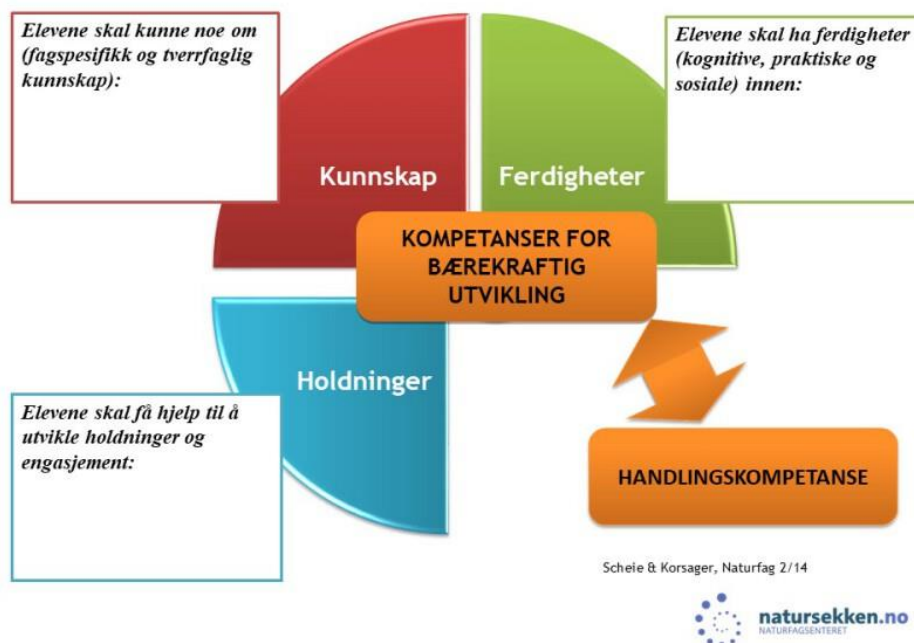 Elevene skal kunne noe om
(fagspesifikk og tverrfaglig
kunnskap):
Elevene skal ha ferdigheter
(kognitive, praktiske og
sosiale) innen:
Kunnskap
Ferdigheter
KOMPETANSER FOR
BÆREKRAFTIG
UTVIKLING
Holdninger
Elevene skal få hjelp til å
utvikle holdninger og
engasjement:
HANDLINGSKOMPETANSE
Scheie & Korsager, Naturfag 2/14
natursekken.no
NATURFAGSENTERET